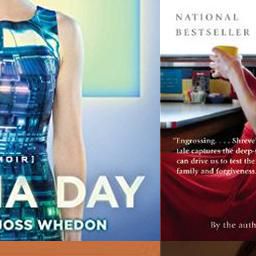 MOIR]
IA DAY
JOSS WHEDON
NATIONAL
BESTSELLER
"Engrossing. . . . Shreve
tale captures the deep-
can drive us to test the
family and forgiveness.
By the auth